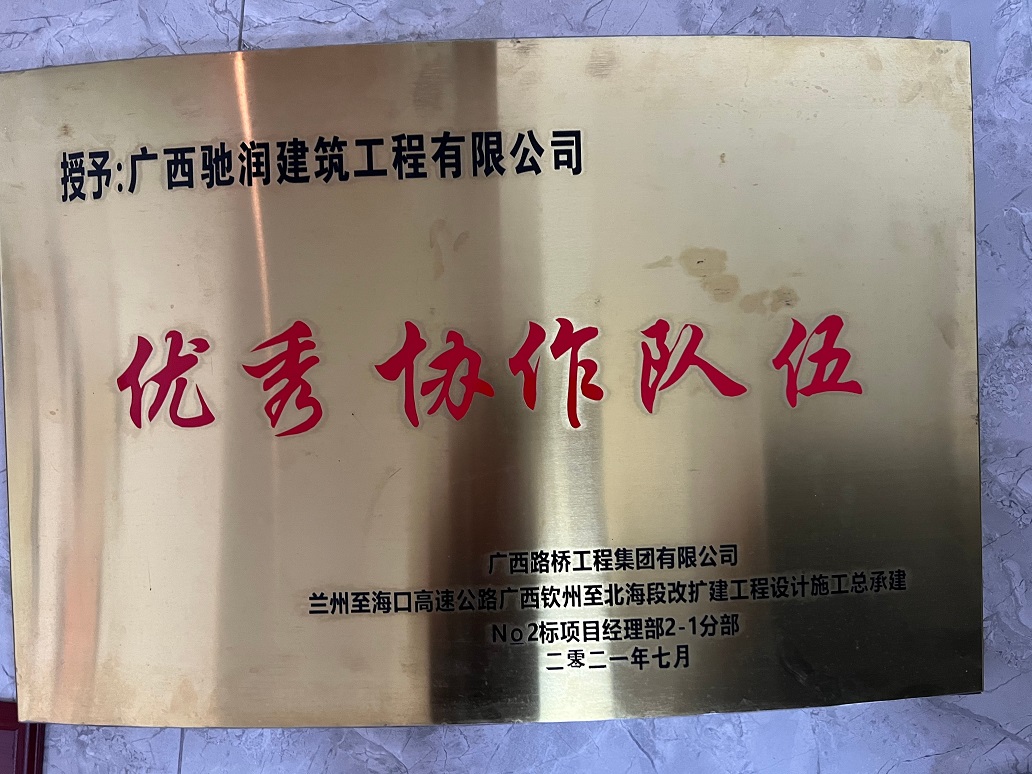 授予:广西驰润建筑工程有限公司
优秀协作队伍
广西路桥工程集团有限公司
兰州至海口高速公路广西钦州至北海段改扩建工程设计施工总承建
No2标项目经理部2-1分部
二零二一年七月